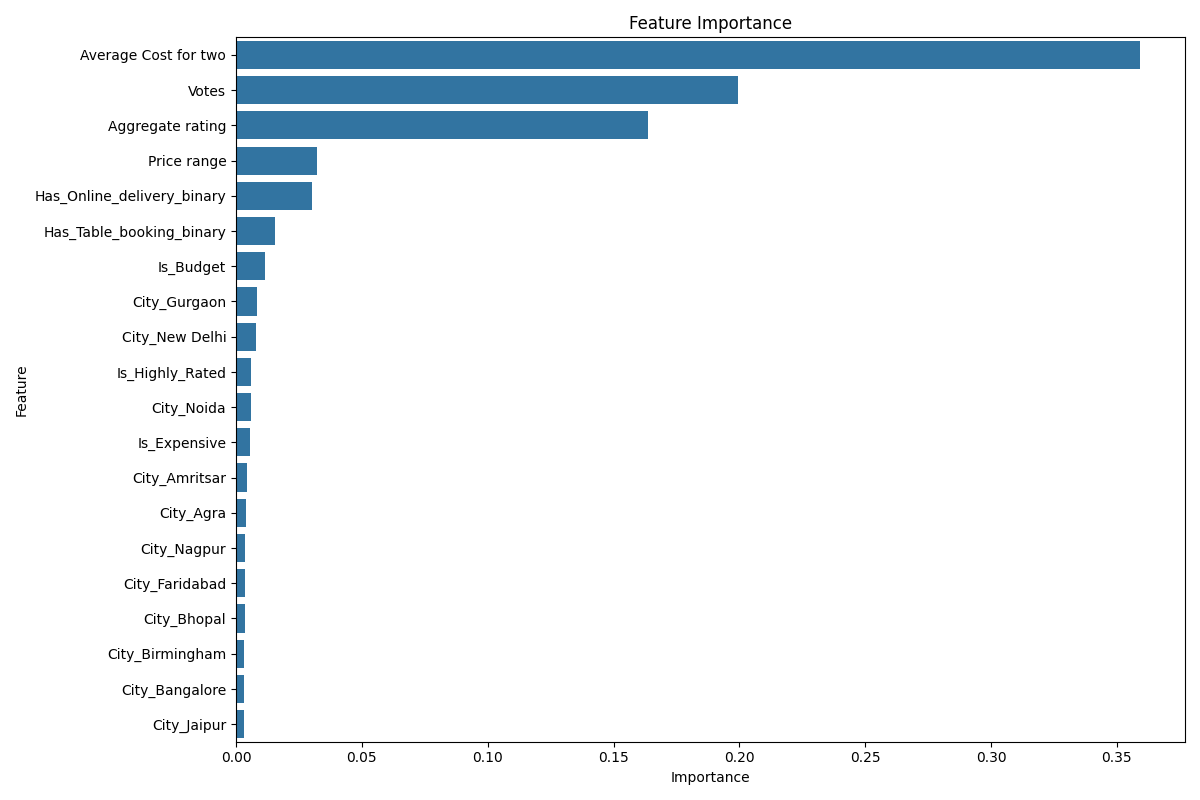 Feature Importance
Average Cost for two
Votes
Aggregate rating
Price range
Has_Online_delivery_binary
Has_Table_booking_binary
Is_Budget
City_Gurgaon
City_New Delhi
Is_Highly_Rated
City_Noida
Is_Expensive
City_Amritsar
City_Agra
City_Nagpur
City_Faridabad
City_Bhopal
City_Birmingham
City_Bangalore
City_Jaipur
Feature
0.00 0.05 0.10 0.15 0.20 0.25 0.30 0.35
Importance